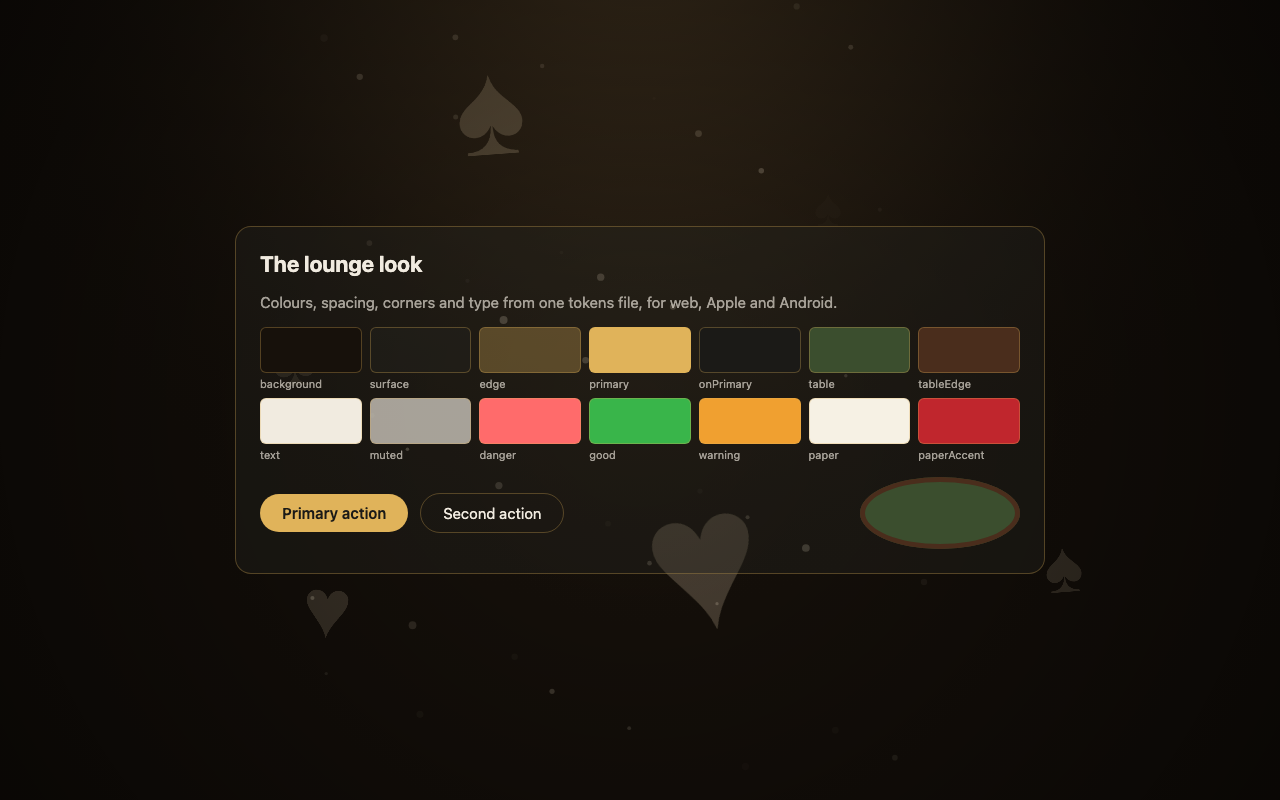 The lounge look
Colours, spacing, corners and type from one tokens file, for web, Apple and Android.
background surface edge primary onPrimary table tableEdge
text muted danger good warning paper paperAccent
Primary action Second action